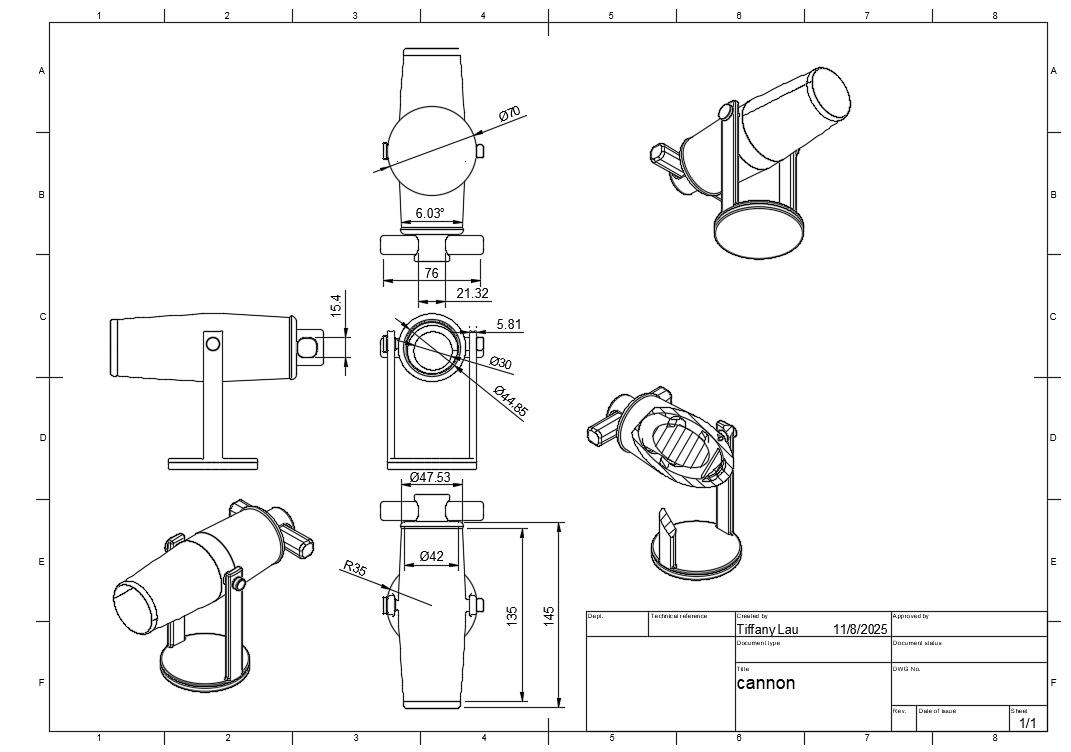 1 2 3 4 5 6 7 8
A A
Ø70
B B
6.03°
76
21.32
C C
15.4
5.81
Ø30
Ø44.85
D D
Ø47.53
E E
Ø42
R35
135
145
Dept. Technical reference Created by Approved by
Tiffany Lau 11/8/2025
Document type Document status
Title DWG No.
cannon
F F
Rev. Date of issue Sheet
1/1
1 2 3 4 5 6 7 8